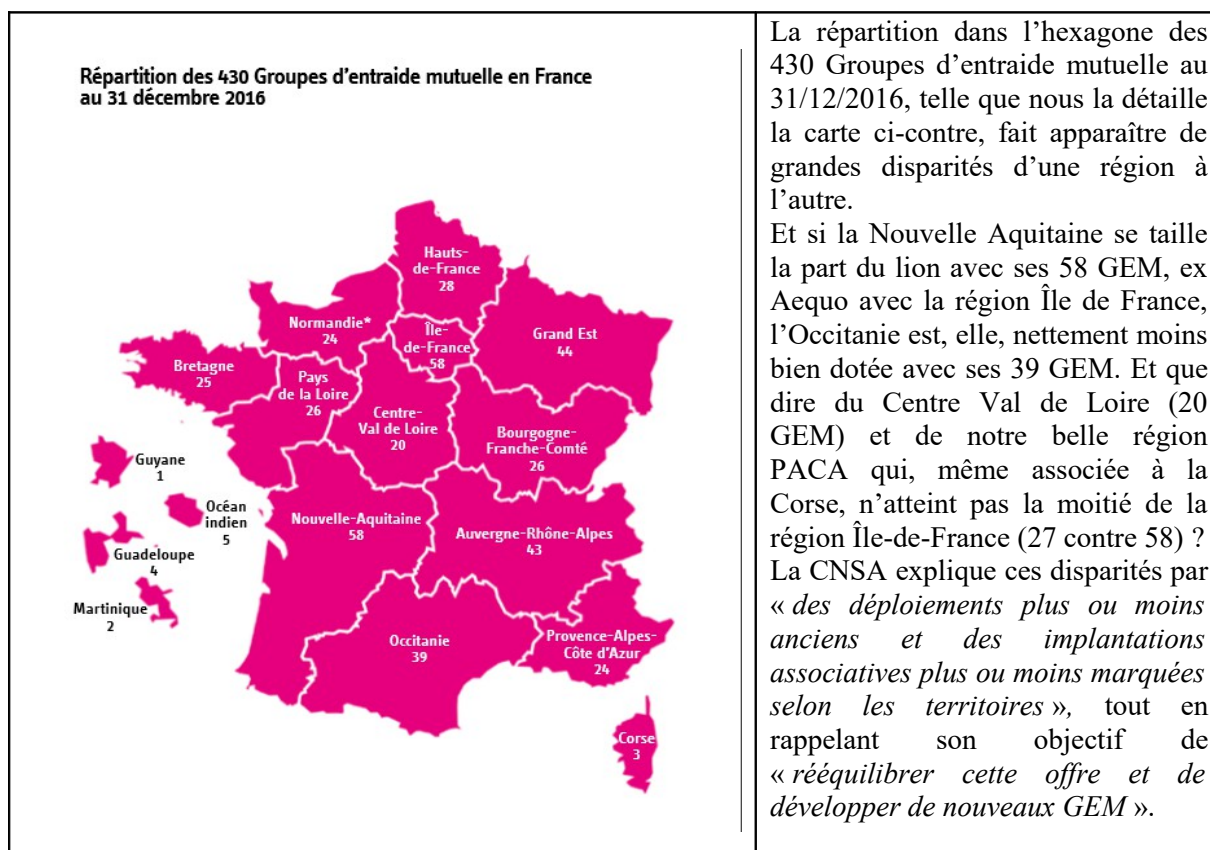 Répartition des 430 Groupes d’entraide mutuelle en France
au 31 décembre 2016
Hauts-
de-France
28
Normandie*
24
Île-
de-France
58
Grand Est
44
Bretagne
25
Pays
de la Loire
26
Centre-
Val de Loire
20
Bourgogne-
Franche-Comté
26
Guyane
1
Océan
indien
5
Guadeloupe
4
Martinique
2
Nouvelle-Aquitaine
58
Auvergne-Rhône-Alpes
43
Occitanie
39
Provence-Alpes-
Côte d’Azur
24
Corse
3
La répartition dans l’hexagone des
430 Groupes d’entraide mutuelle au
31/12/2016, telle que nous la détaille
la carte ci-contre, fait apparaître de
grandes disparités d’une région à
l’autre.
Et si la Nouvelle Aquitaine se taille
la part du lion avec ses 58 GEM, ex
Aequo avec la région Île de France,
l’Occitanie est, elle, nettement moins
bien dotée avec ses 39 GEM. Et que
dire du Centre Val de Loire (20
GEM) et de notre belle région
PACA qui, même associée à la
Corse, n’atteint pas la moitié de la
région Île-de-France (27 contre 58) ?
La CNSA explique ces disparités par
« des déploiements plus ou moins
anciens et des implantations
associatives plus ou moins marquées
selon les territoires », tout en
rappelant son objectif de
« rééquilibrer cette offre et de
développer de nouveaux GEM ».